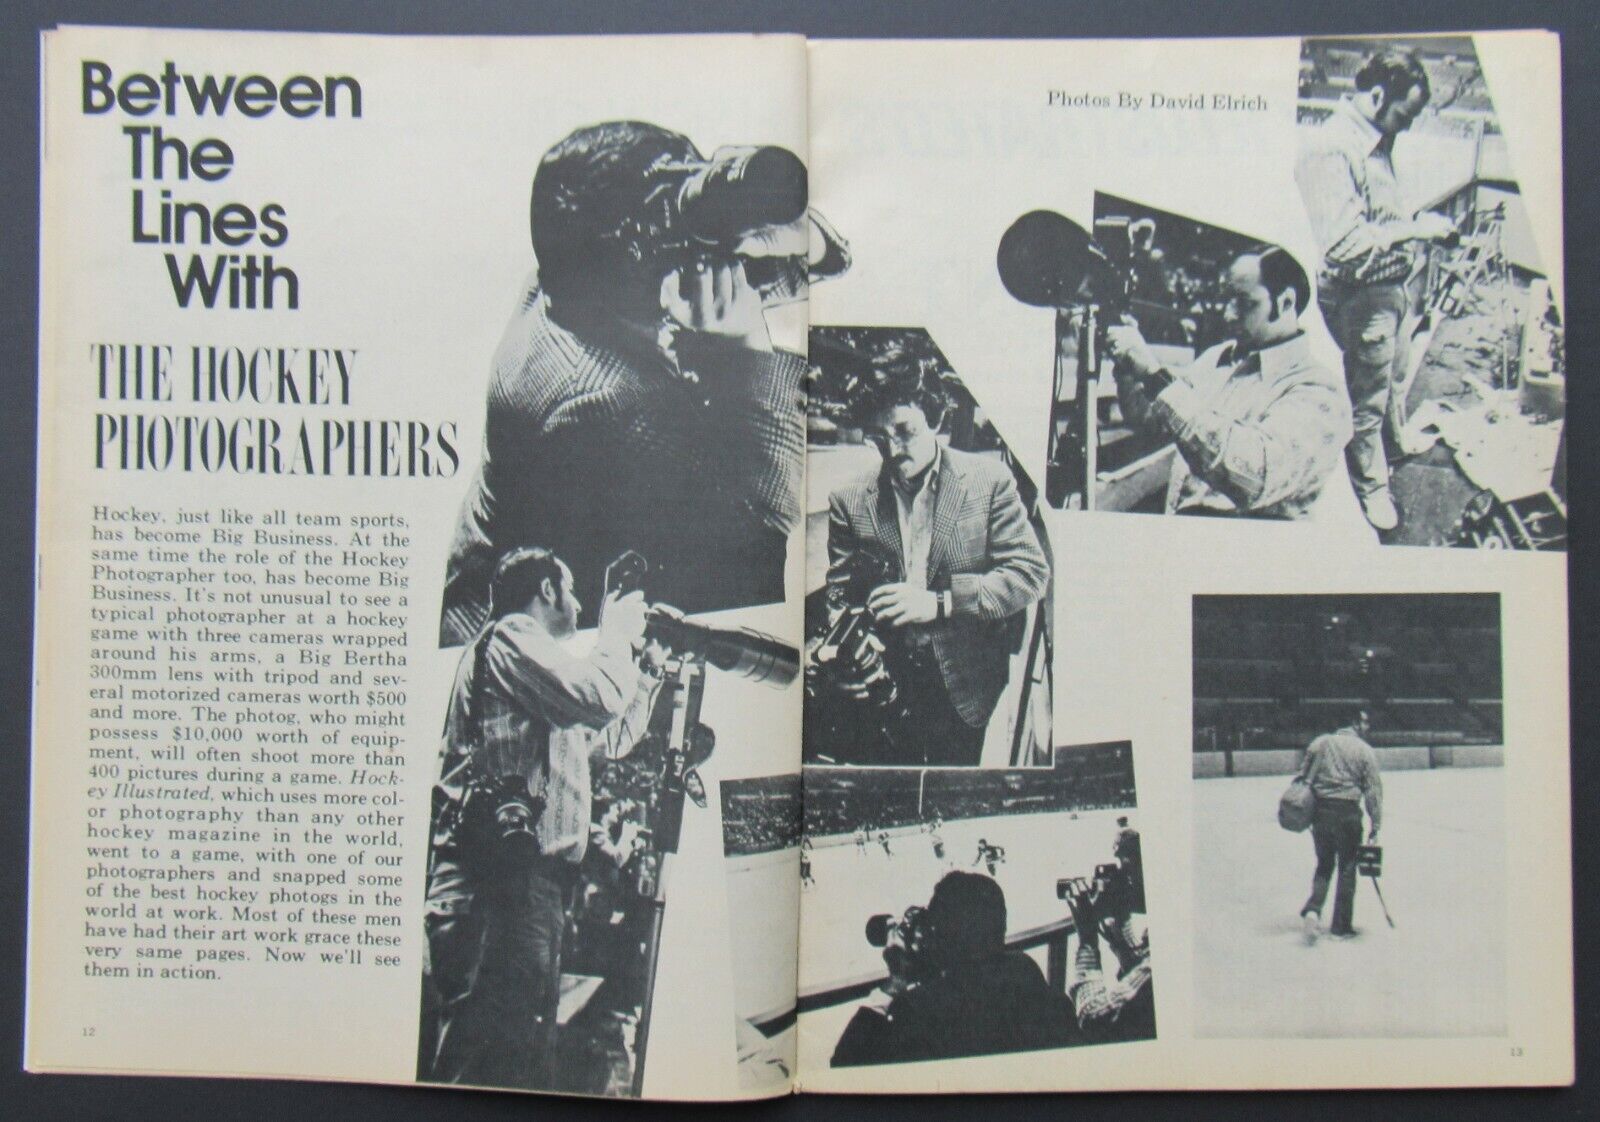 Between
The
Lines
With
THE HOCKEY
PHOTOGRAPHERS
Hockey, just like all team sports,
has become Big Business. At the
same time the role of the Hockey
Photographer too, has become Big
Business. It's not unusual to see a
typical photographer at a hockey
game with three cameras wrapped
around his arms, a Big Bertha
300mm lens with tripod and sev-
eral motorized cameras worth $500
and more. The photog, who might
possess $10,000 worth of equip-
ment, will often shoot more than
400 pictures during a game. Hock-
ey Illustrated, which uses more col-
or photography than any other
hockey magazine in the world,
went to a game, with one of our
photographers and snapped some
of the best hockey photogs in the
world at work. Most of these men
have had their art work grace these
very same pages. Now we'll see
them in action.
12
Photos By David Elrich
13